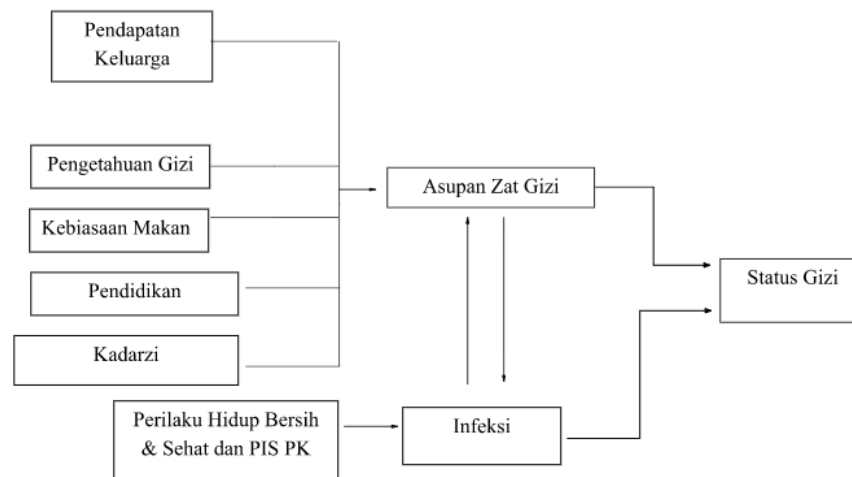 Pendapatan
Keluarga
Pengetahuan Gizi
Kebiasaan Makan
Pendidikan
Kadarzi
Perilaku Hidup Bersih
& Sehat dan PIS PK
Asupan Zat Gizi
Infeksi
Status Gizi